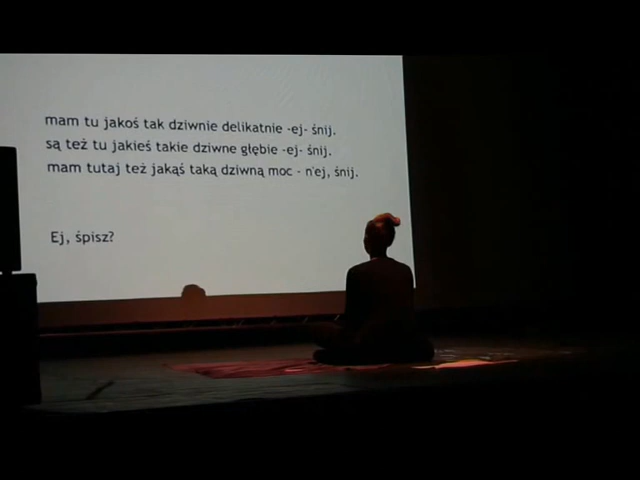 mam tu jakoś tak dziwnie delikatnie -ej- śnij.
są też tu jakieś takie dziwne głębie -ej- śnij.
mam tutaj też jakąś taką dziwną moc - n'ej, śnij.
Ej, śpisz?